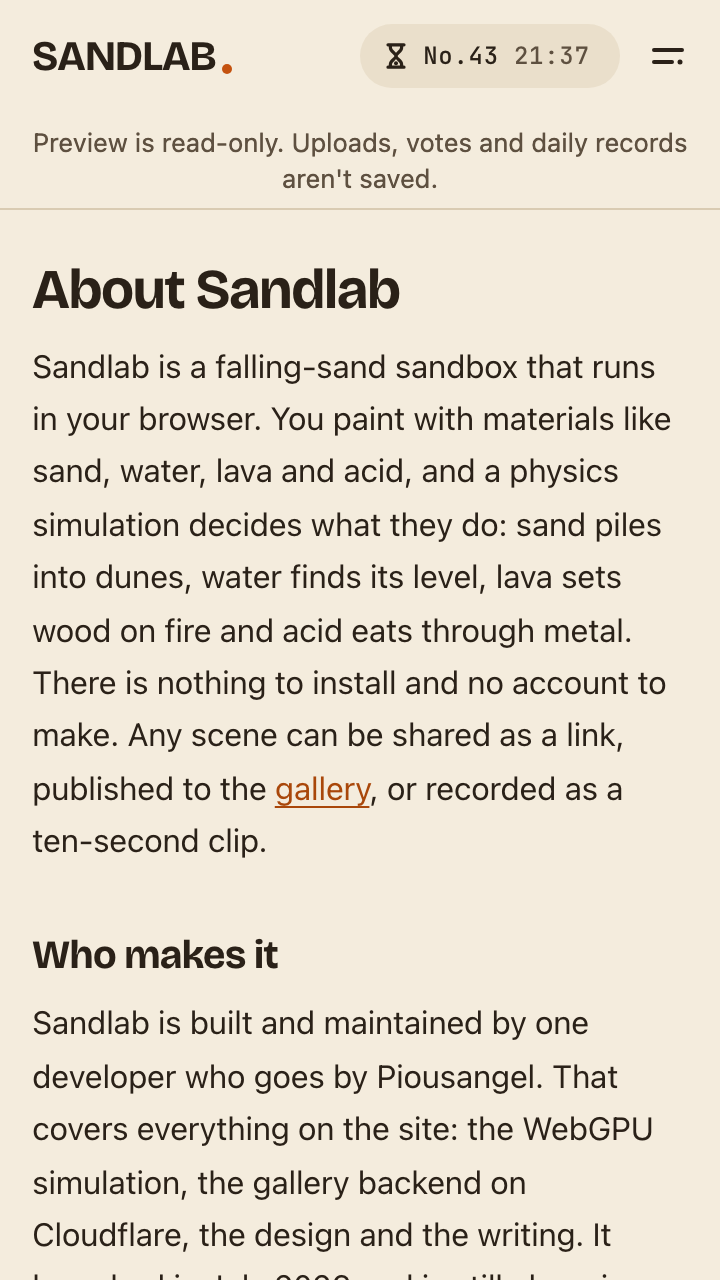 SANDLAB.
No.43 21:37
Preview is read-only. Uploads, votes and daily records
aren't saved.
About Sandlab
Sandlab is a falling-sand sandbox that runs
in your browser. You paint with materials like
sand, water, lava and acid, and a physics
simulation decides what they do: sand piles
into dunes, water finds its level, lava sets
wood on fire and acid eats through metal.
There is nothing to install and no account to
make. Any scene can be shared as a link,
published to the gallery, or recorded as a
ten-second clip.
Who makes it
Sandlab is built and maintained by one
developer who goes by Piousangel. That
covers everything on the site: the WebGPU
simulation, the gallery backend on
Cloudflare, the design and the writing. It